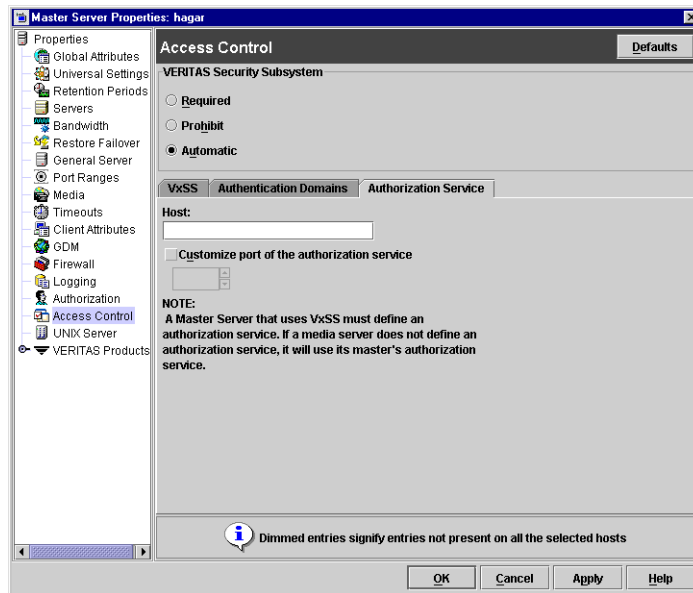 Master Server Properties: hagar
Properties
Global Attributes
Universal Settings
Retention Periods
Servers
Bandwidth
Restore Failover
General Server
Port Ranges
Media
Timeouts
Client Attributes
GDM
Firewall
Logging
Authorization
Access Control
UNIX Server
VERITAS Products
Access Control
Defaults
VERITAS Security Subsystem
Required
Prohibit
Automatic
VxSS
Authentication Domains
Authorization Service
Host:
Customize port of the authorization service
NOTE:
A Master Server that uses VxSS must define an
authorization service. If a media server does not define an
authorization service, it will use its master's authorization
service.
Dimmed entries signify entries not present on all the selected hosts
OK
Cancel
Apply
Help